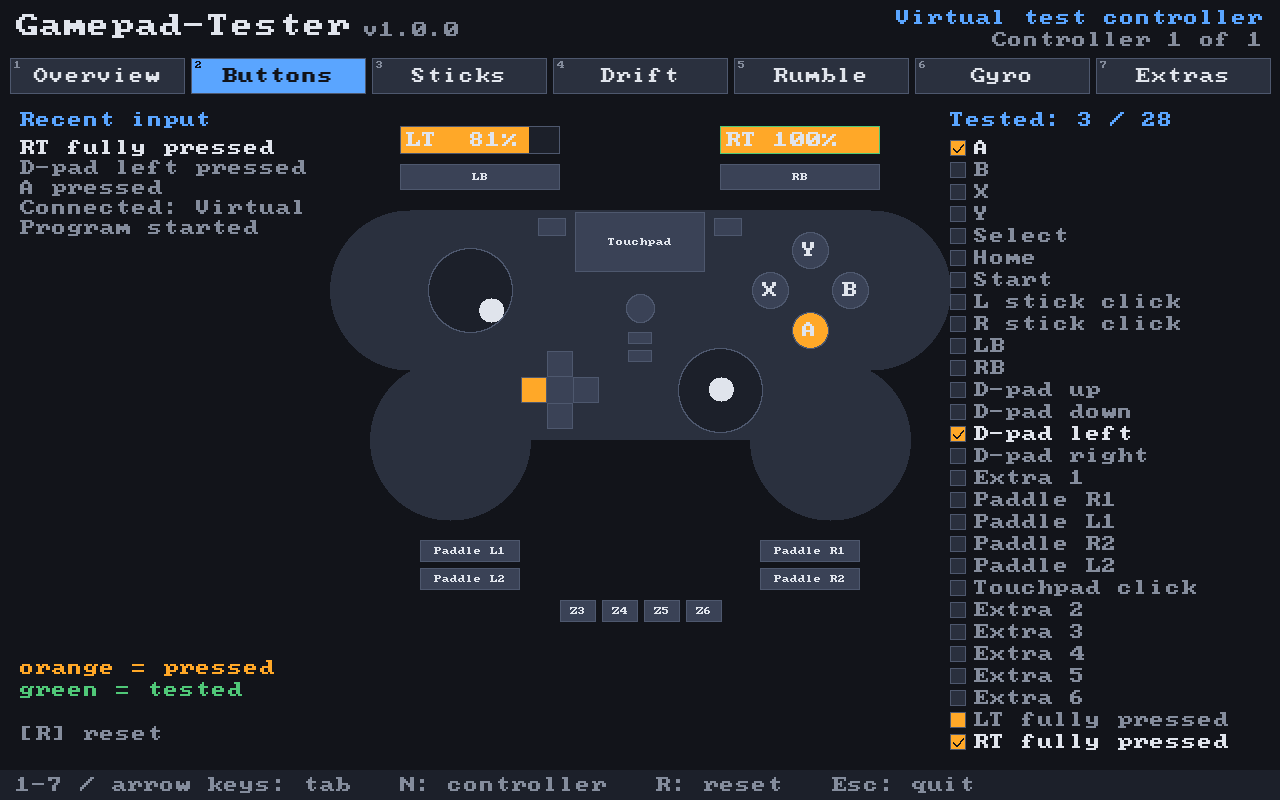 Gamepad-Tester v1.0.0
Virtual test controller
Controller 1 of 1
1 Overview
2 Buttons
3 Sticks
4 Drift
5 Rumble
6 Gyro
7 Extras
Recent input
RT fully pressed
D-pad left pressed
A pressed
Connected: Virtual
Program started
LT 81%
RT 100%
LB
RB
Touchpad
Y
X
B
A
Paddle L1
Paddle R1
Paddle L2
Paddle R2
Z3
Z4
Z5
Z6
orange = pressed
green = tested
[R] reset
Tested: 3 / 28
A
B
X
Y
Select
Home
Start
L stick click
R stick click
LB
RB
D-pad up
D-pad down
D-pad left
D-pad right
Extra 1
Paddle R1
Paddle L1
Paddle R2
Paddle L2
Touchpad click
Extra 2
Extra 3
Extra 4
Extra 5
Extra 6
LT fully pressed
RT fully pressed
1-7 / arrow keys: tab N: controller R: reset Esc: quit